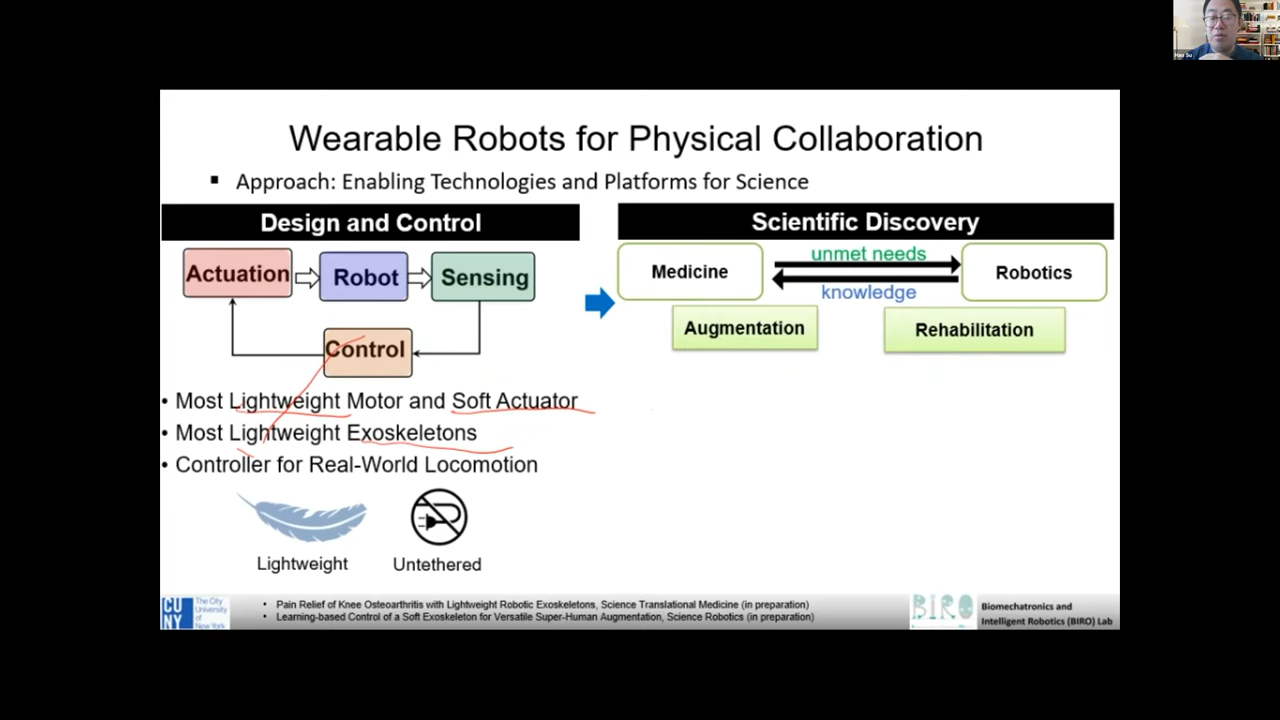 Hao Su
Wearable Robots for Physical Collaboration
▪ Approach: Enabling Technologies and Platforms for Science
Design and Control
Actuation
Robot
Sensing
Control
• Most Lightweight Motor and Soft Actuator
• Most Lightweight Exoskeletons
• Controller for Real-World Locomotion
Lightweight
Untethered
Scientific Discovery
Medicine
unmet needs
knowledge
Robotics
Augmentation
Rehabilitation
CU
NY
The City
University
of
New York
• Pain Relief of Knee Osteoarthritis with Lightweight Robotic Exoskeletons, Science Translational Medicine (in preparation)
• Learning-based Control of a Soft Exoskeleton for Versatile Super-Human Augmentation, Science Robotics (in preparation)
BIRO
Biomechatronics and
Intelligent Robotics (BIRO) Lab